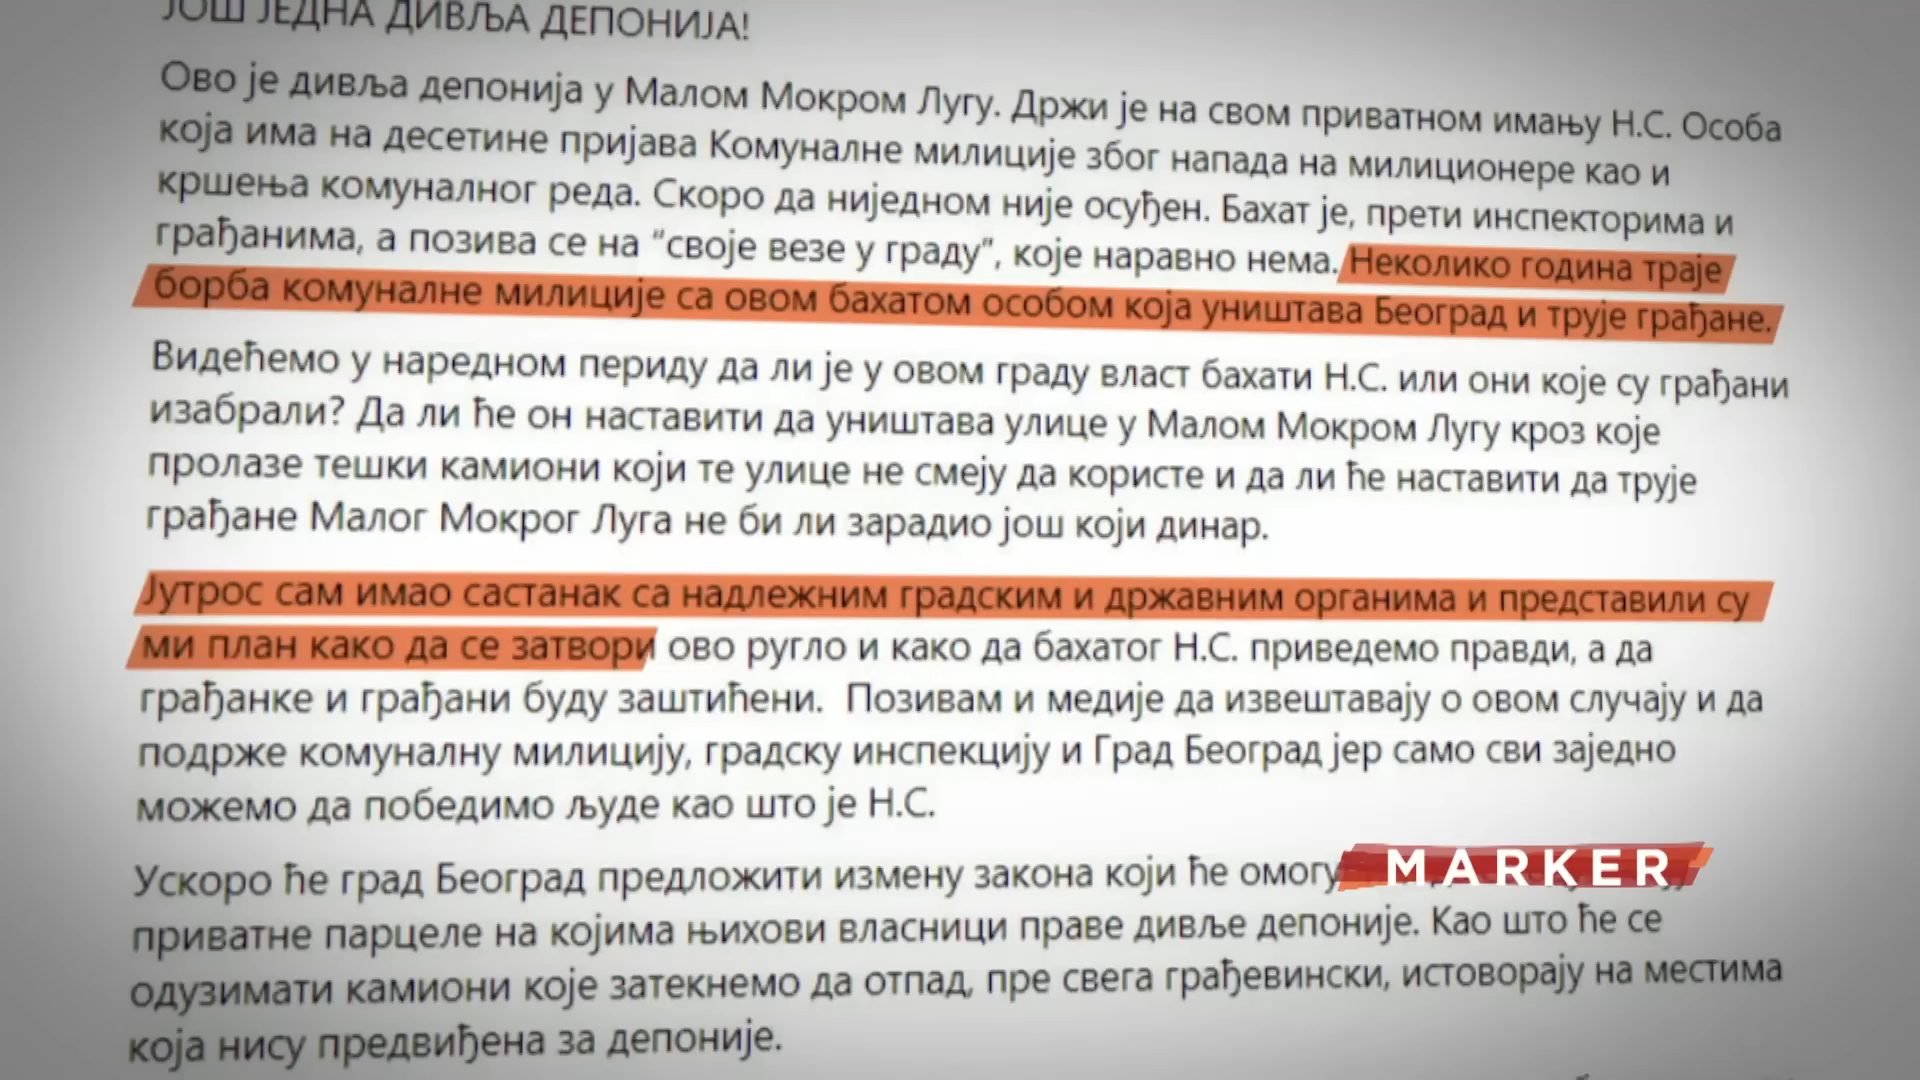 ЈОШ ЈЕДНА ДИВЉА ДЕПОНИЈА!
Ово је дивља депонија у Малом Мокром Лугу. Држи је на свом приватном имању Н.С. Особа
која има на десетине пријава Комуналне милиције због напада на милиционере као и
кршења комуналног реда. Скоро да ниједном није осуђен. Бахат је, прети инспекторима и
грађанима, а позива се на “своје везе у граду”, које наравно нема. Неколико година траје
борба комуналне милиције са овом бахатом особом која уништава Београд и трује грађане.
Видећемо у наредном периду да ли је у овом граду власт бахати Н.С. или они које су грађани
изабрали? Да ли ће он наставити да уништава улице у Малом Мокром Лугу кроз које
пролазе тешки камиони који те улице не смеју да користе и да ли ће наставити да трује
грађане Малог Мокрог Луга не би ли зарадио још који динар.
Јутрос сам имао састанак са надлежним градским и државним органима и представили су
ми план како да се затвори ово ругло и како да бахатог Н.С. приведемо правди, а да
грађанке и грађани буду заштићени. Позивам и медије да извештавају о овом случају и да
подрже комуналну милицију, градску инспекцију и Град Београд јер само сви заједно
можемо да победимо људе као што је Н.С.
Ускоро ће град Београд предложити измену закона који ће
MARKER
приватне парцеле на којима њихови власници праве дивље депоније. Као што ће се
одузимати камиони које затекнемо да отпад, пре свега грађевински, истоворају на местима
која нису предвиђена за депоније.